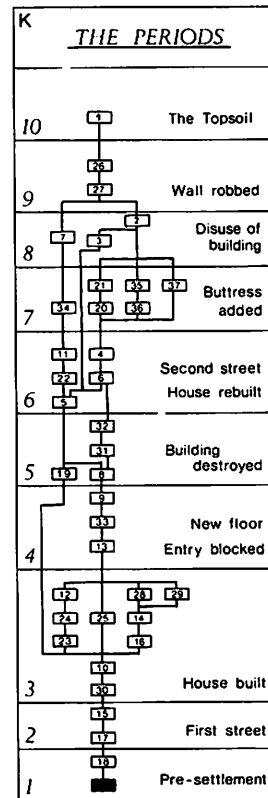 K
THE PERIODS
1
10 The Topsoil
26
27
9 Wall robbed
2
7
3 Disuse of
8 building
21 35 37
34 20 36 Buttress
7 added
11 4
22 6 Second street
5 House rebuilt
6
32
31 Building
19 8 destroyed
5
9
33 New floor
13 Entry blocked
4
12 28 29
24 25 14
23 16
10
30 House built
3
15
17 First street
2
18
Pre-settlement
1